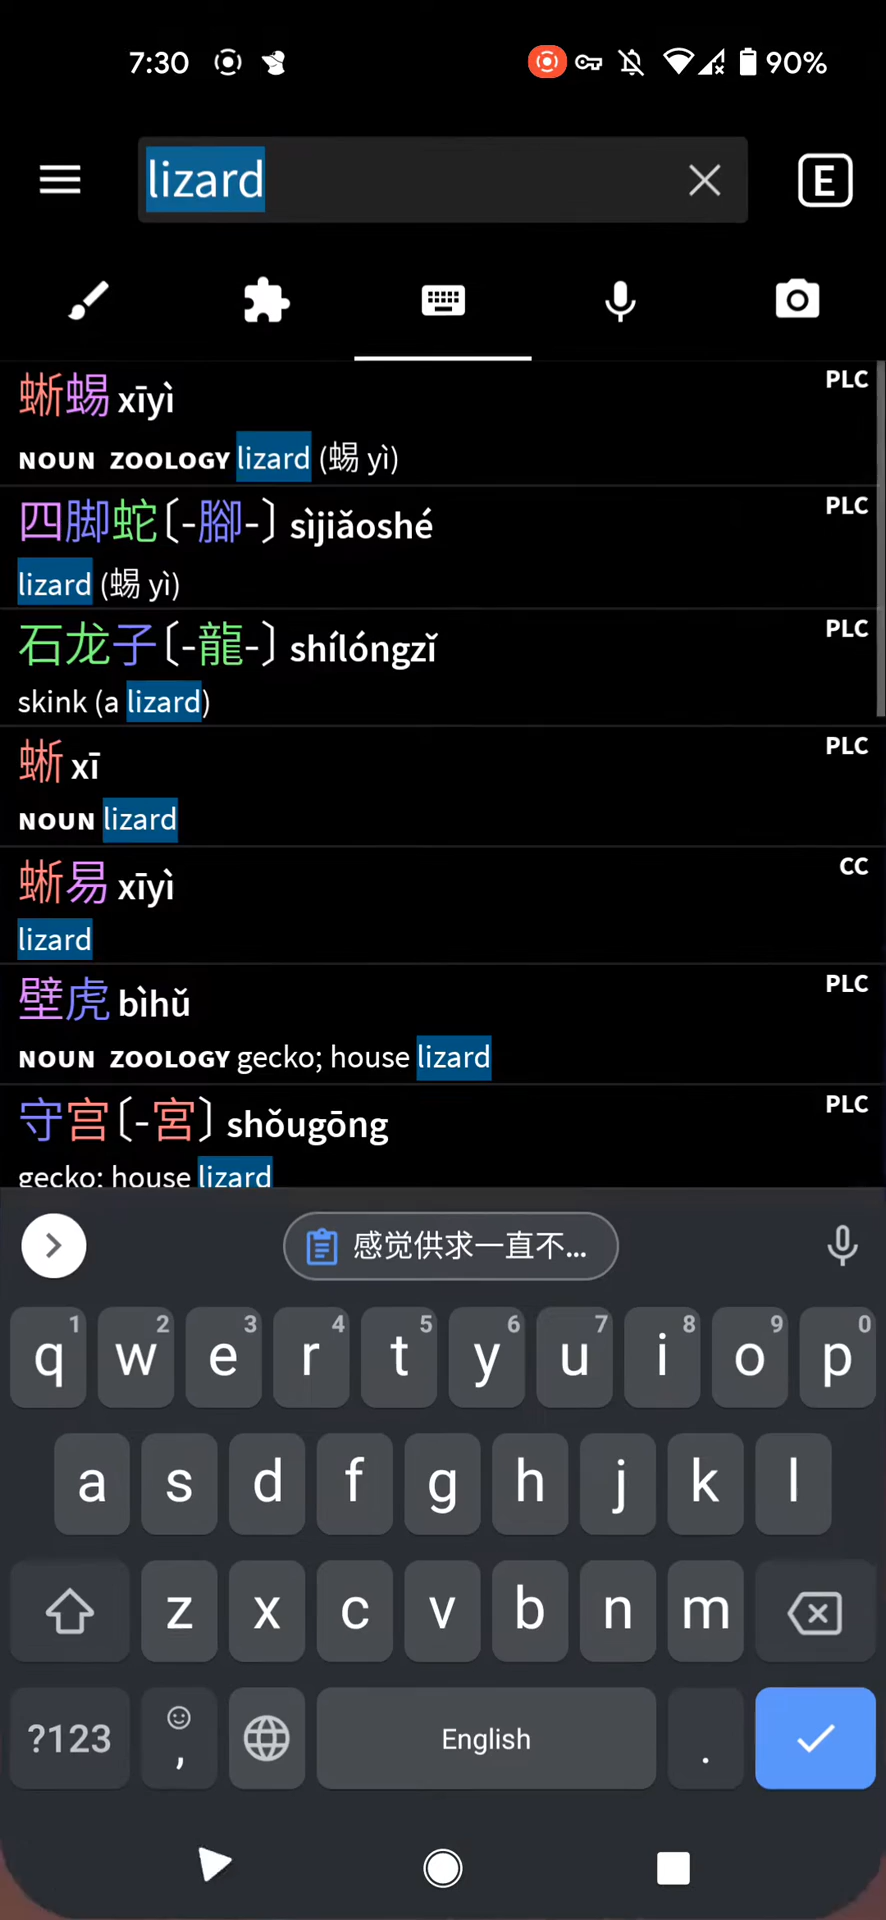 7:30 90%
lizard E
蜥蜴 xīyì PLC
NOUN ZOOLOGY lizard (蜴 yì)
四脚蛇〔-腳-〕 sìjiǎoshé PLC
lizard (蜴 yì)
石龙子〔-龍-〕 shílóngzǐ PLC
skink (a lizard)
蜥 xī PLC
NOUN lizard
蜥易 xīyì CC
lizard
壁虎 bìhǔ PLC
NOUN ZOOLOGY gecko; house lizard
守宫〔-宮〕 shǒugōng PLC
gecko; house lizard
感觉供求一直不...
1 2 3 4 5 6 7 8 9 0
q w e r t y u i o p
a s d f g h j k l
z x c v b n m
?123 , English .